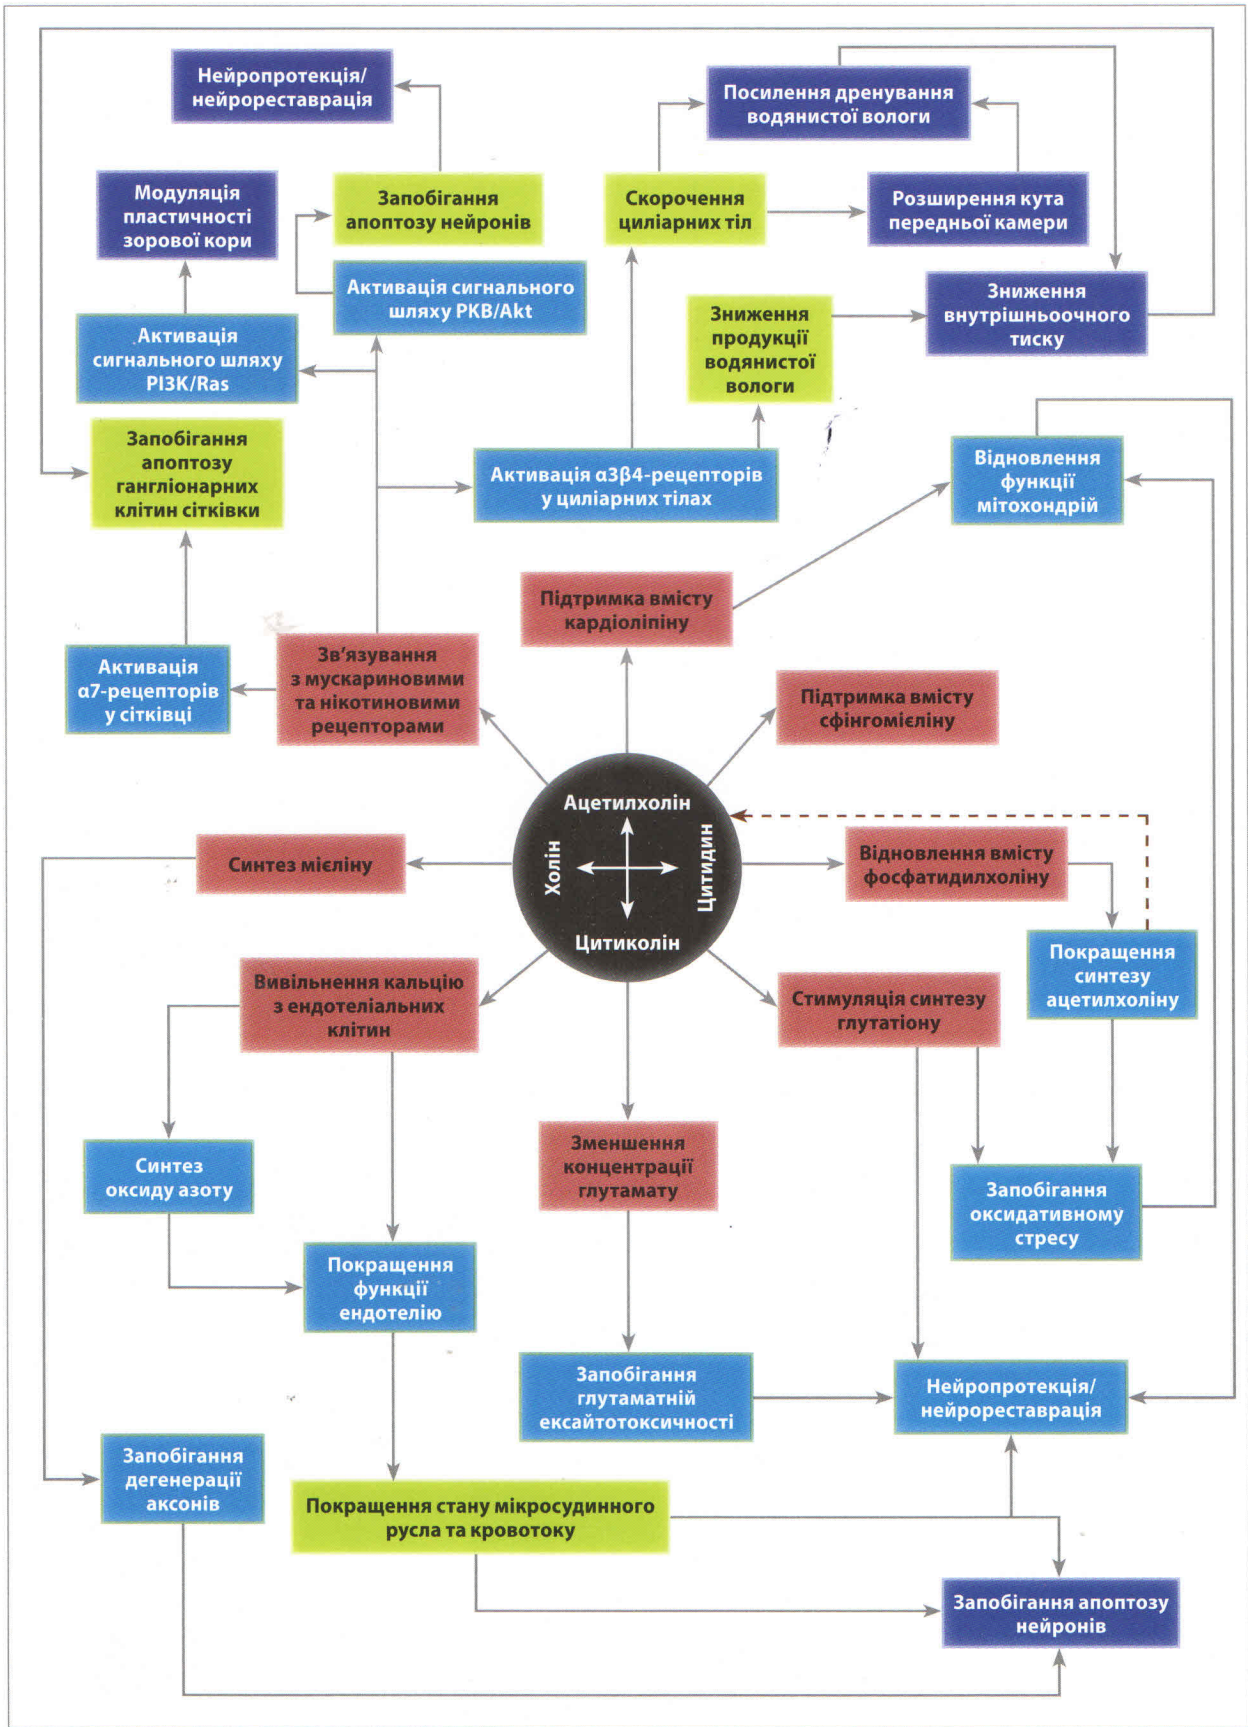 Нейропротекція/
нейрореставрація
Посилення дренування
водянистої вологи
Модуляція
пластичності
зорової кори
Запобігання
апоптозу нейронів
Скорочення
циліарних тіл
Розширення кута
передньої камери
Активація сигнального
шляху PKB/Akt
Зниження
продукції
водянистої
вологи
Зниження
внутрішньоочного
тиску
Активація
сигнального шляху
PI3K/Ras
Запобігання
апоптозу
гангліонарних
клітин сітківки
Активація α3β4-рецепторів
у циліарних тілах
Відновлення
функції
мітохондрій
Підтримка вмісту
кардіоліпіну
Активація
α7-рецепторів
у сітківці
Зв’язування
з мускариновими
та нікотиновими
рецепторами
Підтримка вмісту
сфінгомієліну
Ацетилхолін
Холін
Цитидин
Цитиколін
Синтез мієліну
Відновлення вмісту
фосфатидилхоліну
Покращення
синтезу
ацетилхоліну
Вивільнення кальцію
з ендотеліальних
клітин
Стимуляція синтезу
глутатіону
Синтез
оксиду азоту
Зменшення
концентрації
глутамату
Запобігання
оксидативному
стресу
Покращення
функції
ендотелію
Запобігання
глутаматній
ексайтотоксичності
Нейропротекція/
нейрореставрація
Запобігання
дегенерації
аксонів
Покращення стану мікросудинного
русла та кровотоку
Запобігання апоптозу
нейронів